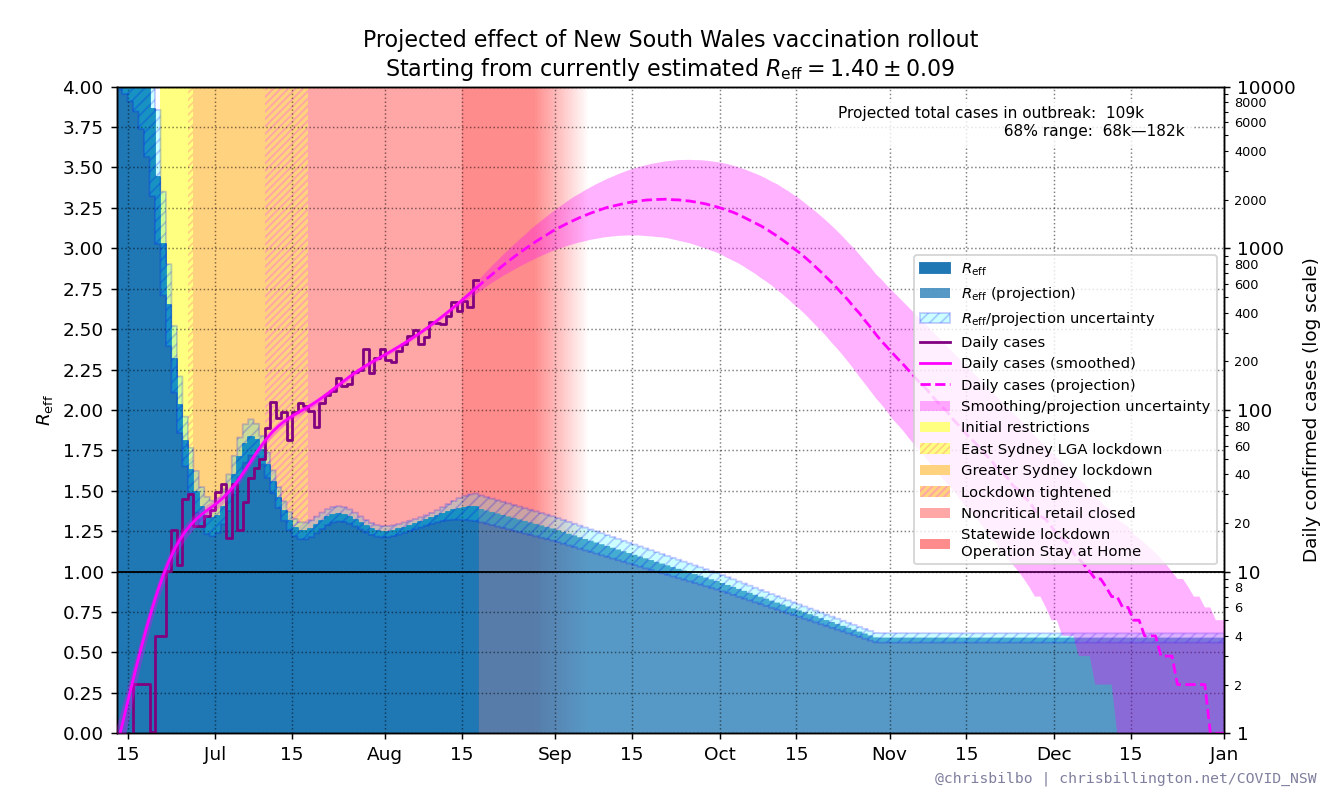 Projected effect of New South Wales vaccination rollout
Starting from currently estimated R_eff = 1.40 ± 0.09
Projected total cases in outbreak: 109k
68% range: 68k—182k
R_eff
4.00
3.75
3.50
3.25
3.00
2.75
2.50
2.25
2.00
1.75
1.50
1.25
1.00
0.75
0.50
0.25
0.00
10000
8000
6000
4000
2000
1000
800
600
400
200
100
80
60
40
20
10
8
6
4
2
1
Daily confirmed cases (log scale)
R_eff
R_eff (projection)
R_eff/projection uncertainty
Daily cases
Daily cases (smoothed)
Daily cases (projection)
Smoothing/projection uncertainty
Initial restrictions
East Sydney LGA lockdown
Greater Sydney lockdown
Lockdown tightened
Noncritical retail closed
Statewide lockdown
Operation Stay at Home
15 Jul 15 Aug 15 Sep 15 Oct 15 Nov 15 Dec 15 Jan
@chrisbilbo | chrisbillington.net/COVID_NSW